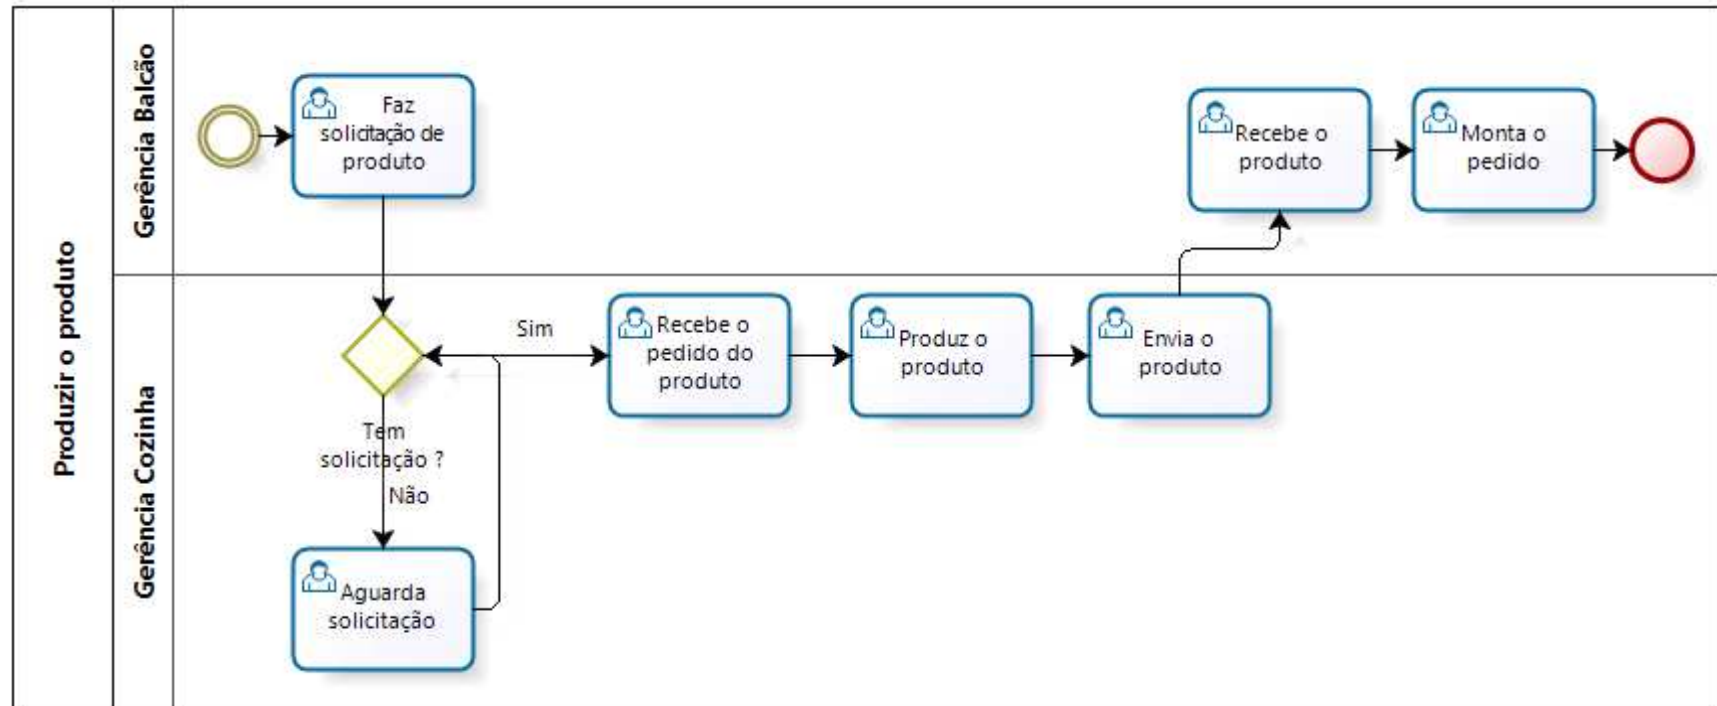 Produzir o produto
Gerência Balcão
Faz
solicitação de
produto
Recebe o
produto
Monta o
pedido
Gerência Cozinha
Sim
Recebe o
pedido do
produto
Produz o
produto
Envia o
produto
Tem
solicitação ?
Não
Aguarda
solicitação